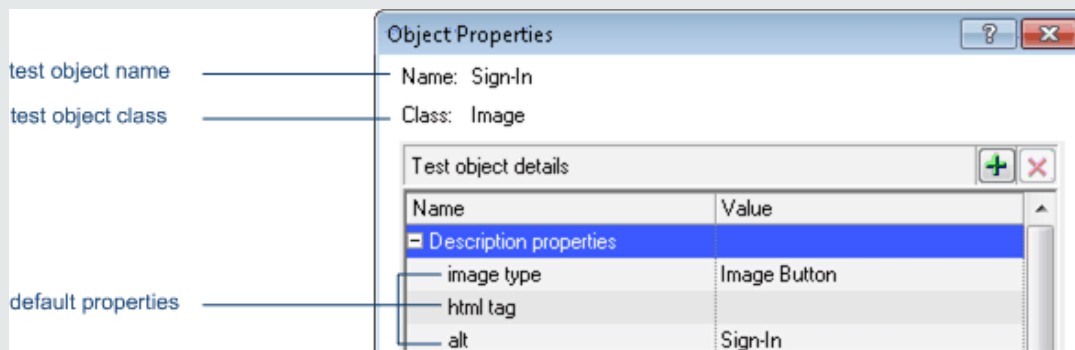 Object Properties
test object name
Name: Sign-In
test object class
Class: Image
Test object details
Name Value
Description properties
image type Image Button
default properties
html tag
alt Sign-In